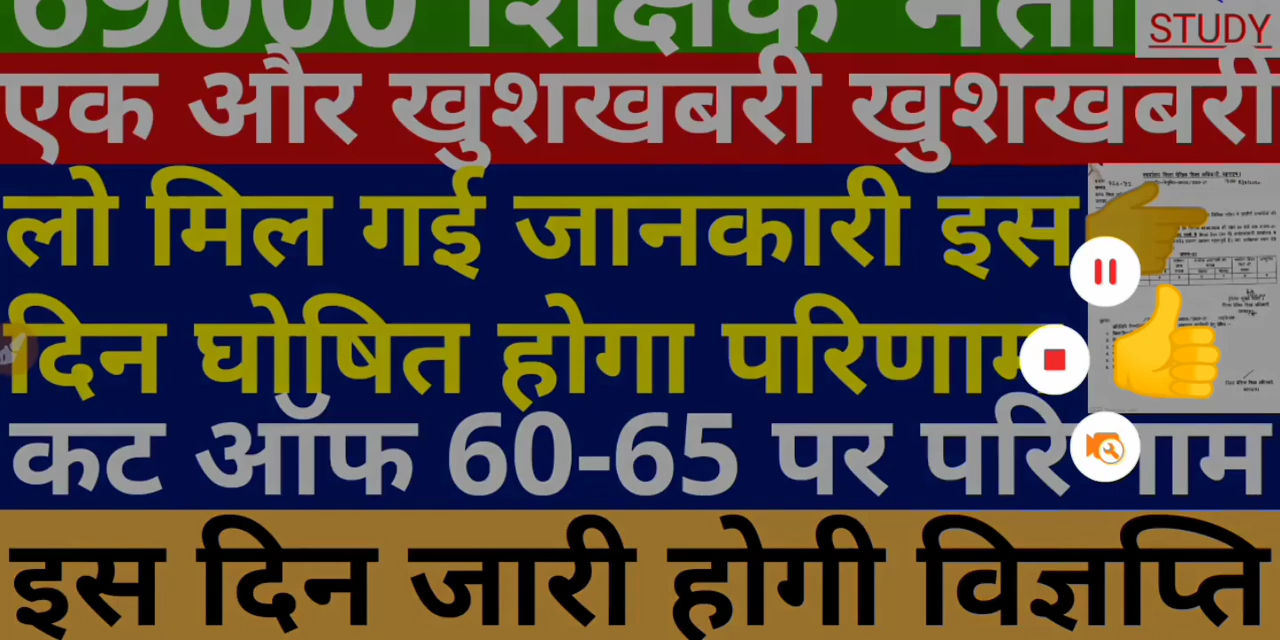 69000 शिक्षक भर्ती
STUDY
एक और खुशखबरी खुशखबरी
लो मिल गई जानकारी इस
दिन घोषित होगा परिणाम
कट ऑफ 60-65 पर परिणाम
इस दिन जारी होगी विज्ञप्ति